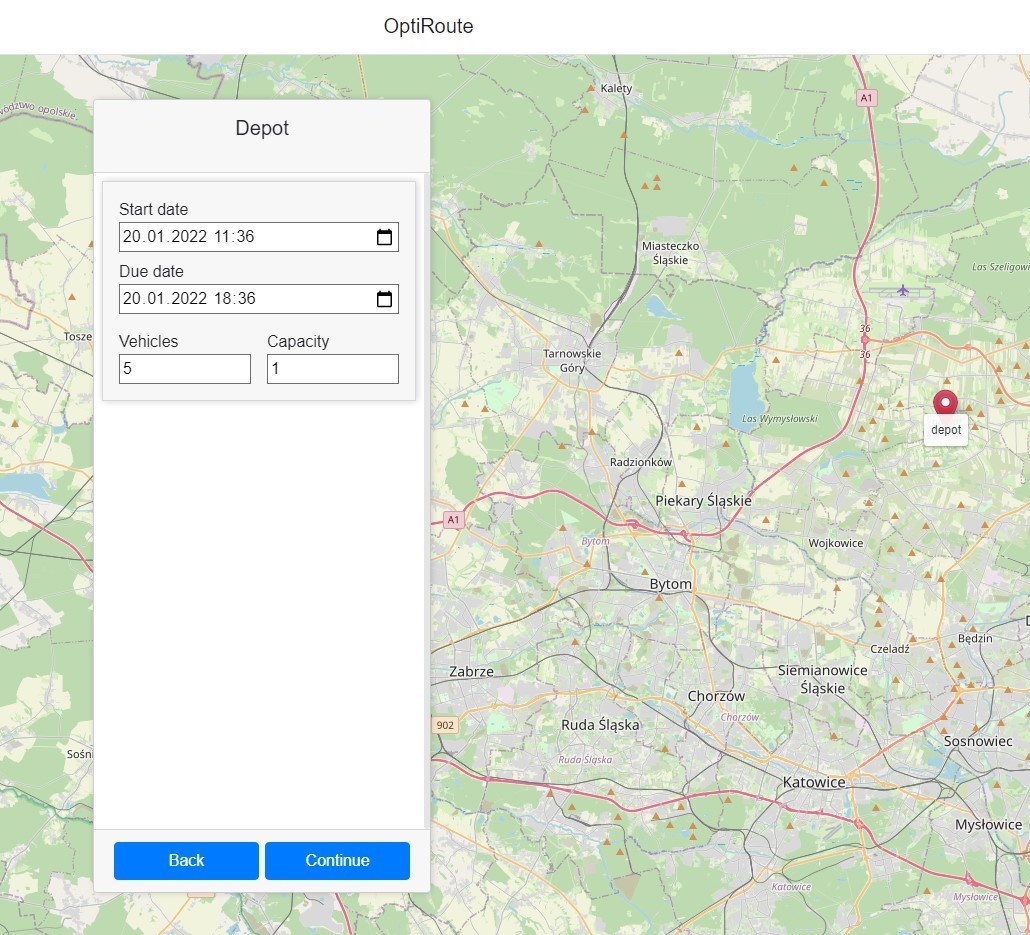 OptiRoute
Depot
Start date
20.01.2022 11:36
Due date
20.01.2022 18:36
Vehicles
Capacity
5
1
Back
Continue
wództwo opolskie
Kalety
A1
Miasteczko
Śląskie
Las Szeligowi
Tosze
36
36
Tarnowskie
Góry
depot
Las Wymysłowski
Radzionków
Piekary Śląskie
A1
Bytom
Wojkowice
Bytom
Będzin
Czeladź
Zabrze
Siemianowice
Śląskie
Chorzów
Chorzów
902
Ruda Śląska
Sosnowiec
Sośni
Ruda Śląska
Katowice
Mysłowice
Katowice
Mysłowice